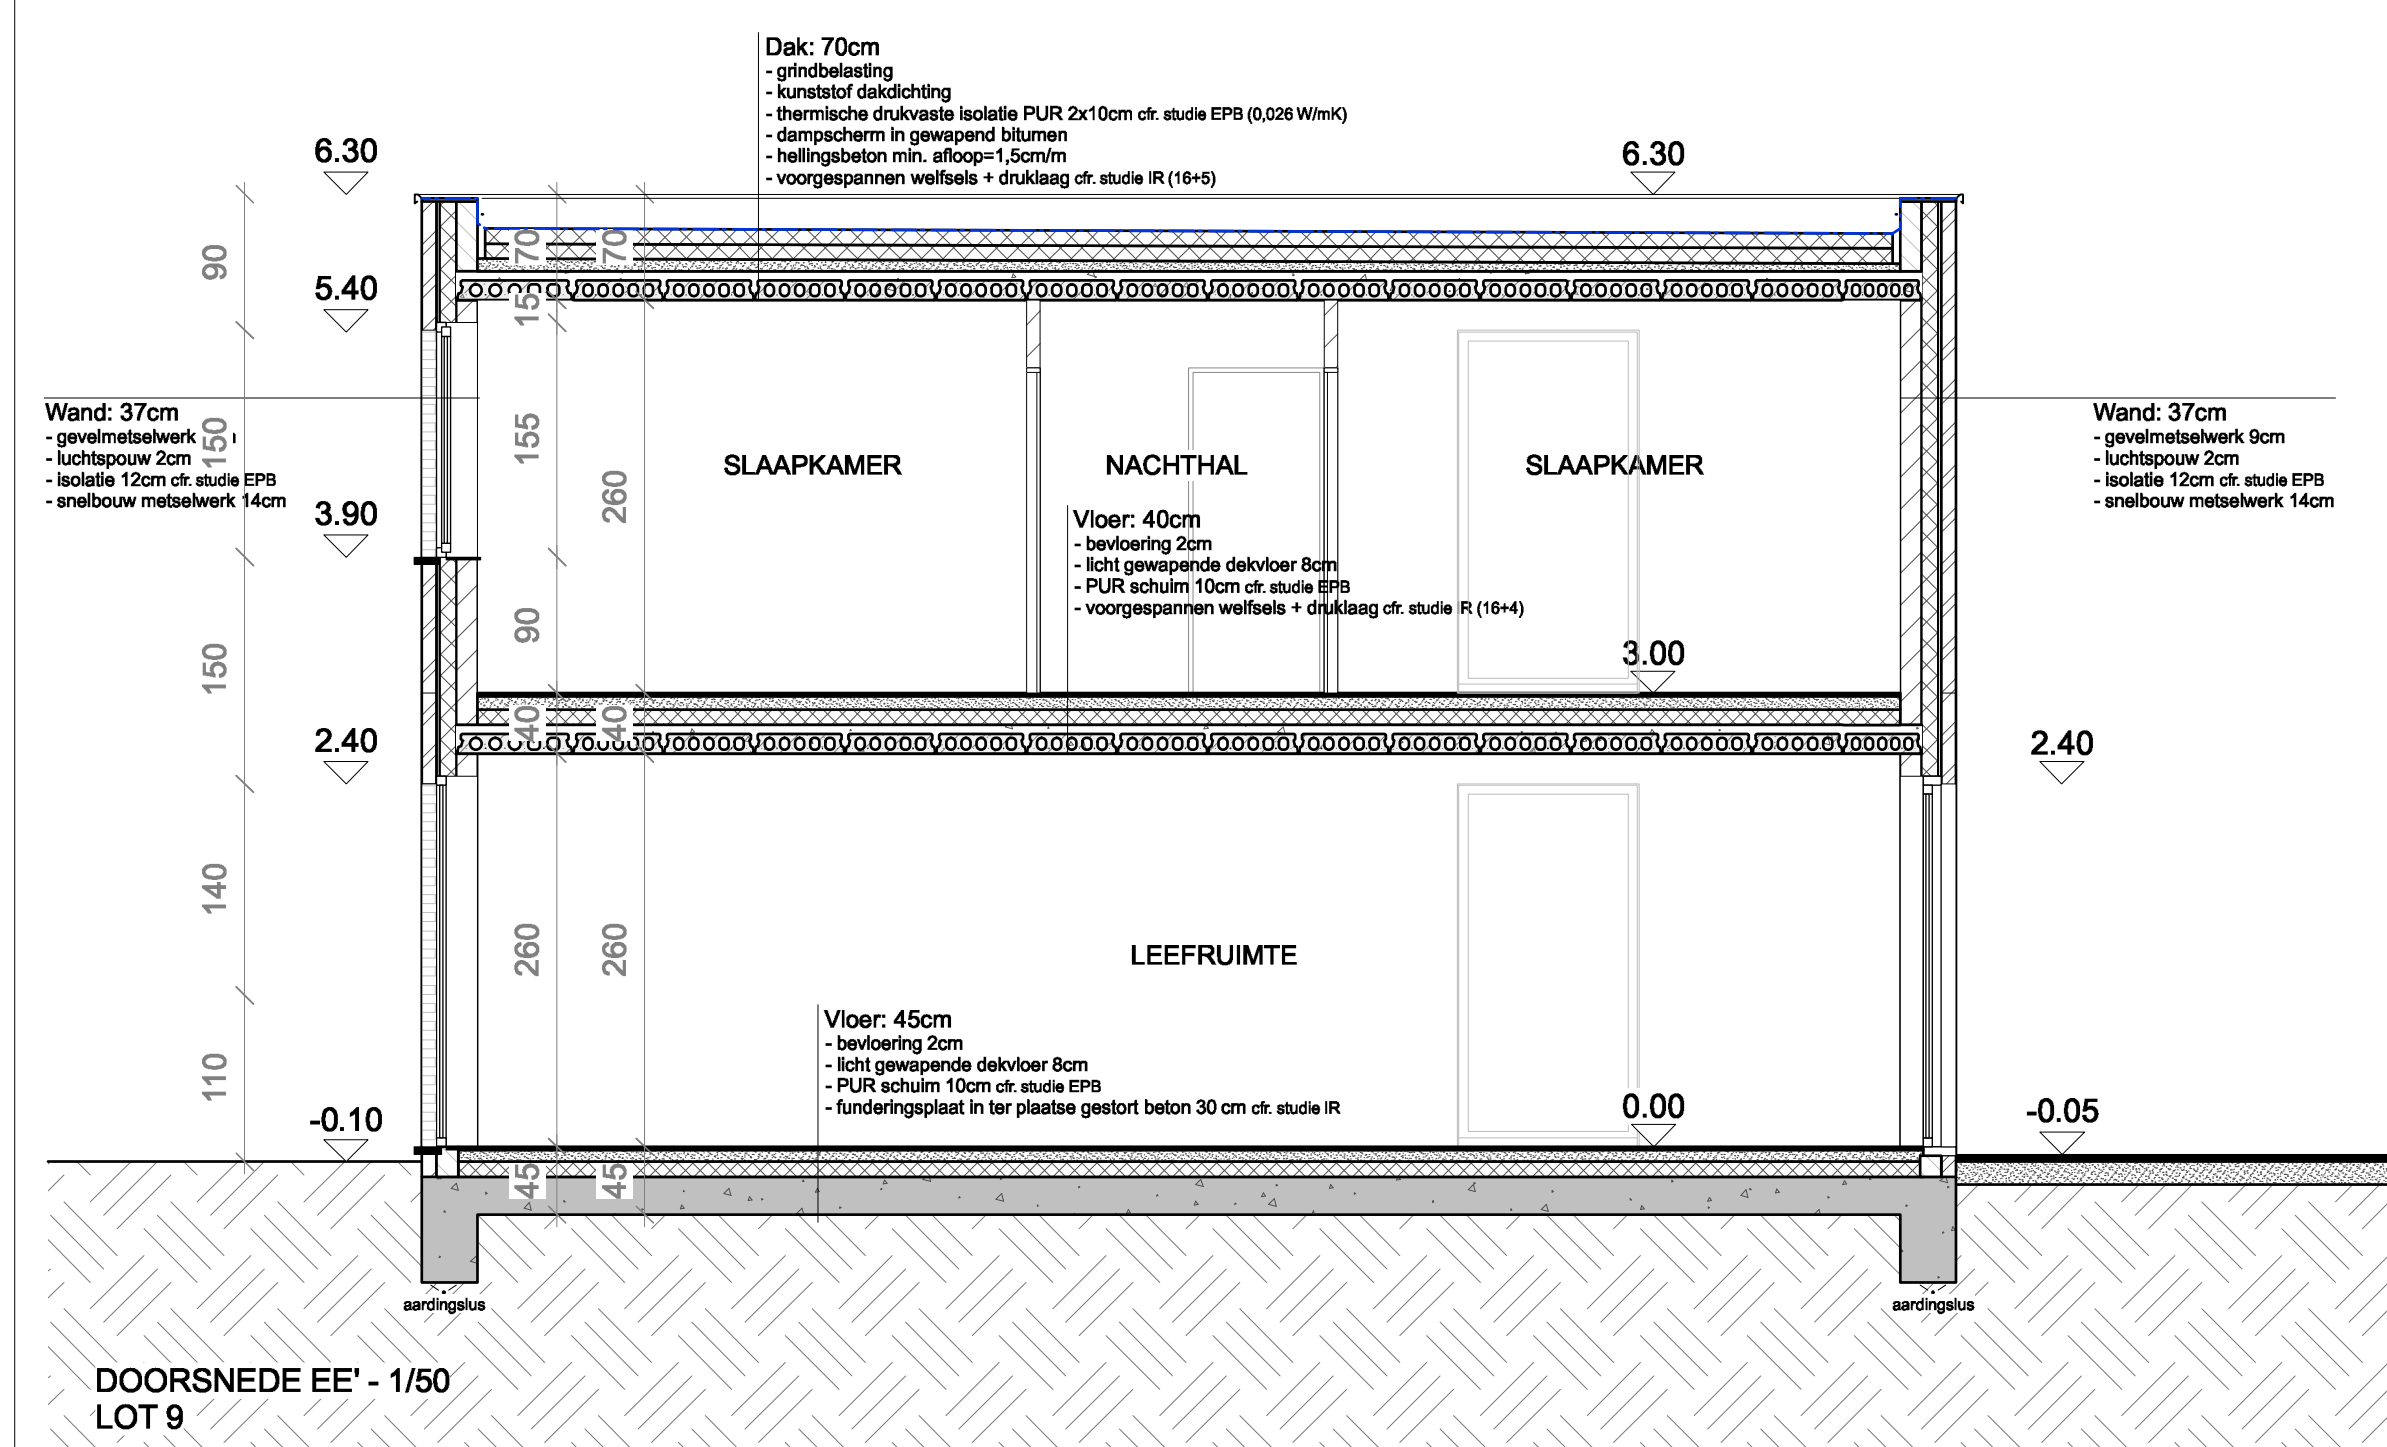 Dak: 70cm
- grindbelasting
- kunststof dakdichting
- thermische drukvaste isolatie PUR 2x10cm cfr. studie EPB (0,026 W/mK)
- dampscherm in gewapend bitumen
- hellingsbeton min. afloop=1,5cm/m
- voorgespannen welfsels + druklaag cfr. studie IR (16+5)
6.30
6.30
90
70
70
5.40
15
Wand: 37cm
- gevelmetselwerk
- luchtspouw 2cm
- isolatie 12cm cfr. studie EPB
- snelbouw metselwerk 14cm
150
155
260
SLAAPKAMER
NACHTHAL
SLAAPKAMER
Wand: 37cm
- gevelmetselwerk 9cm
- luchtspouw 2cm
- isolatie 12cm cfr. studie EPB
- snelbouw metselwerk 14cm
3.90
Vloer: 40cm
- bevloering 2cm
- licht gewapende dekvloer 8cm
- PUR schuim 10cm cfr. studie EPB
- voorgespannen welfsels + druklaag cfr. studie IR (16+4)
90
150
3.00
40
40
2.40
2.40
140
260
260
LEEFRUIMTE
Vloer: 45cm
- bevloering 2cm
- licht gewapende dekvloer 8cm
- PUR schuim 10cm cfr. studie EPB
- funderingsplaat in ter plaatse gestort beton 30 cm cfr. studie IR
110
-0.10
0.00
-0.05
45
45
aardingslus
aardingslus
DOORSNEDE EE' - 1/50
LOT 9